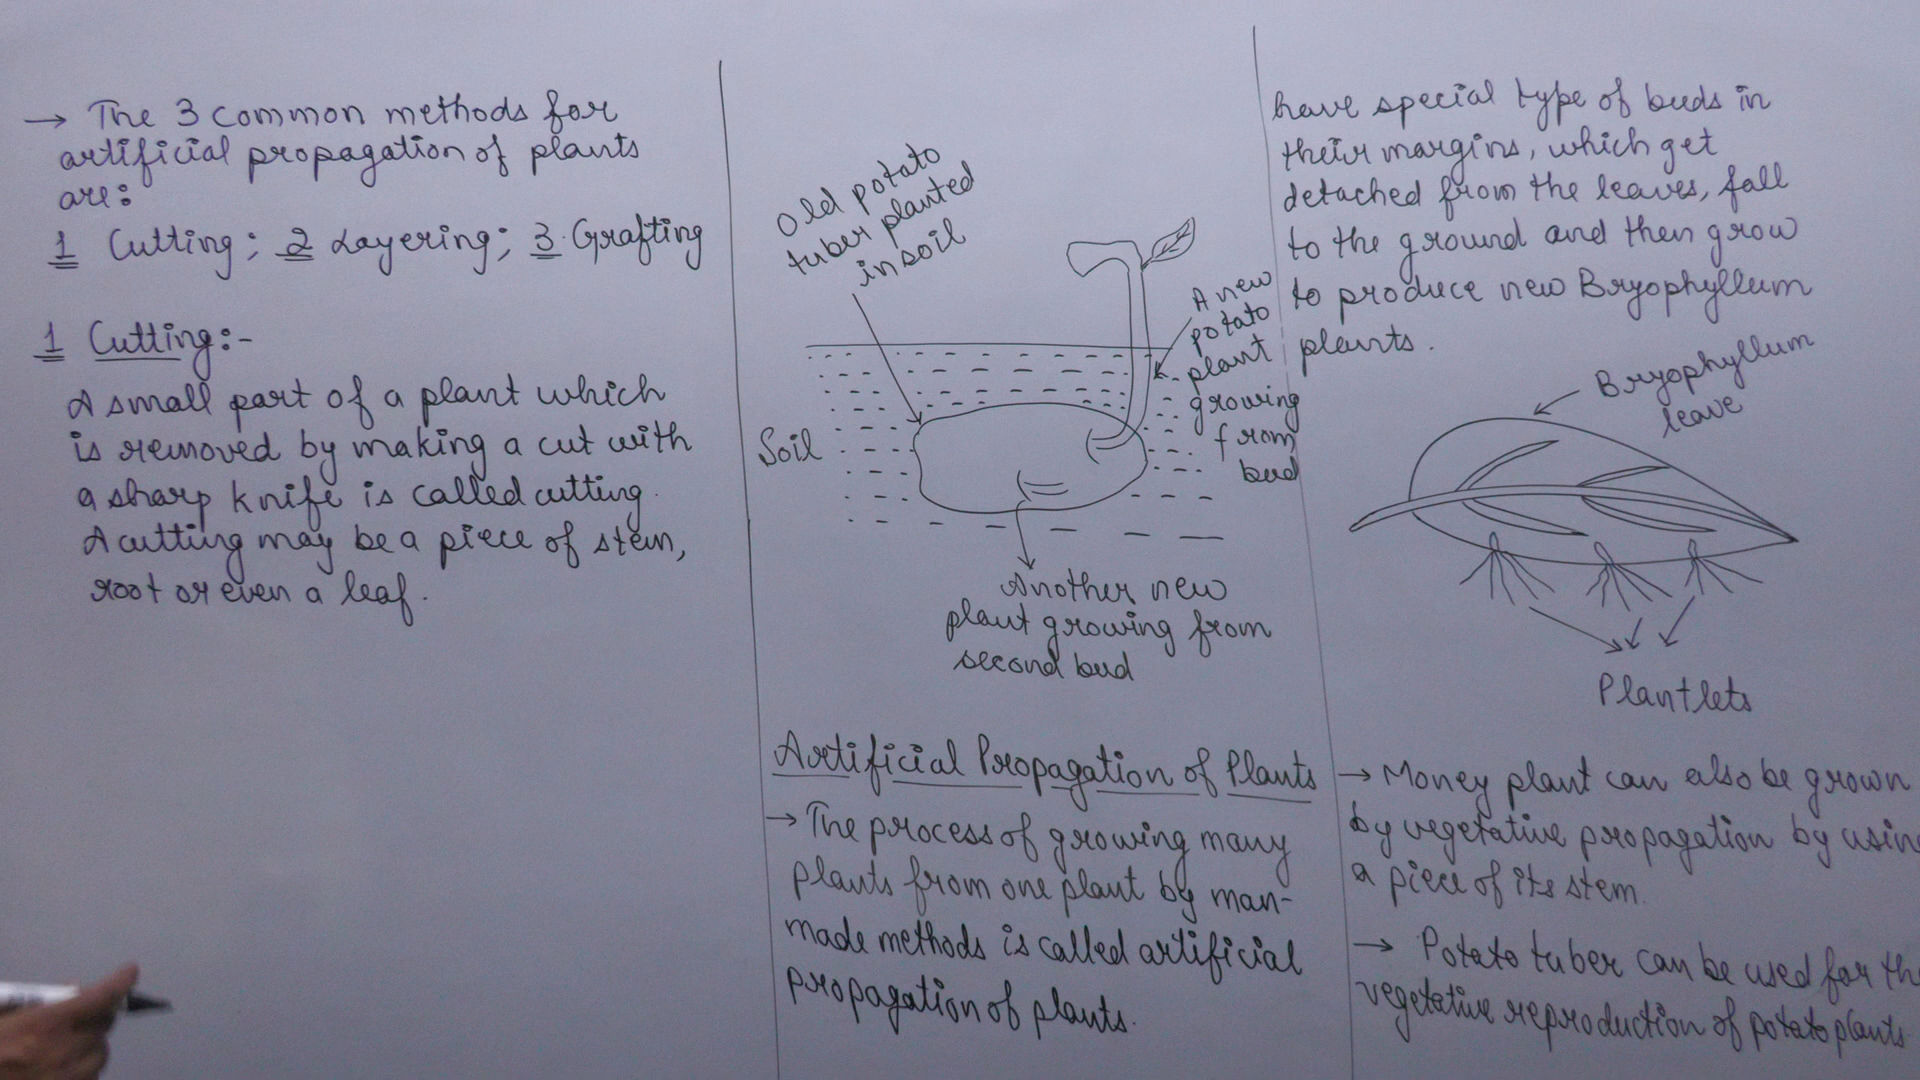 → The 3 common methods for
artificial propagation of plants
are:
1 Cutting; 2 Layering; 3. Grafting
1 Cutting:-
A small part of a plant which
is removed by making a cut with
a sharp knife is called cutting.
A cutting may be a piece of stem,
root or even a leaf.
Old potato
tuber planted
in soil
A new
potato
plant
growing
from
bud
Soil
Another new
plant growing from
second bud
Artificial Propagation of Plants
→ The process of growing many
plants from one plant by man-
made methods is called artificial
propagation of plants.
have special type of buds in
their margins, which get
detached from the leaves, fall
to the ground and then grow
to produce new Bryophyllum
plants.
Bryophyllum
leave
Plantlets
→ Money plant can also be grown
by vegetative propagation by usin
a piece of its stem.
→ Potato tuber can be used for th
vegetative reproduction of potato plants